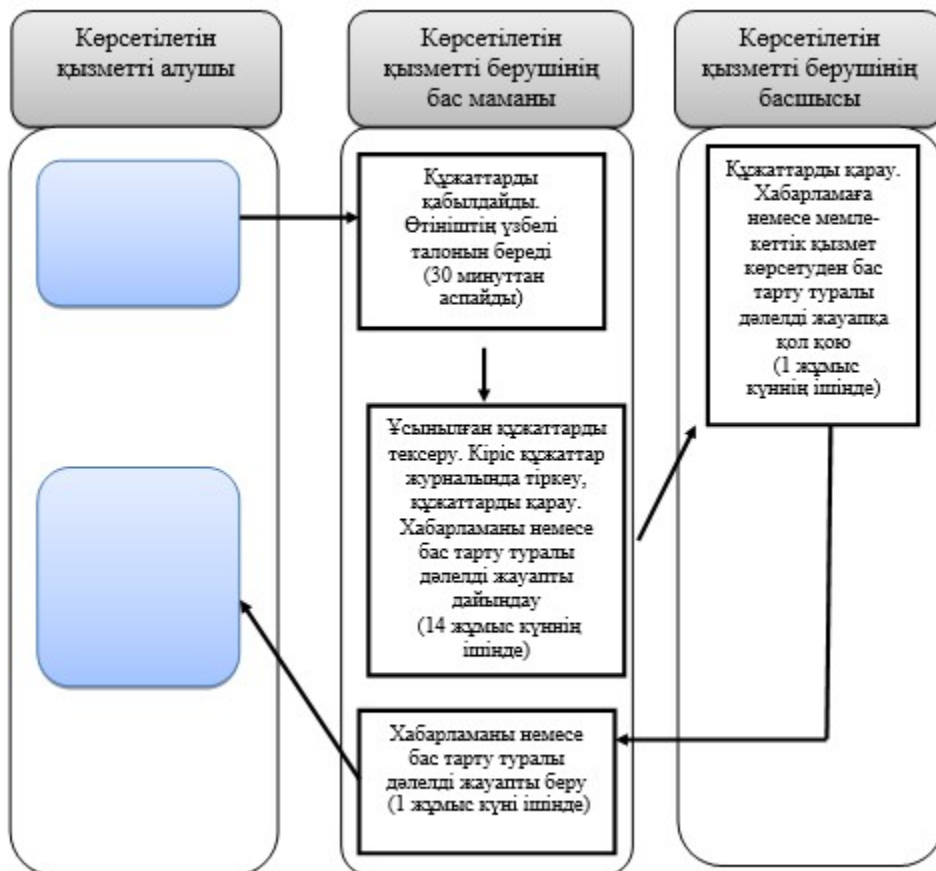 Көрсетілетін
қызметті алушы
Көрсетілетін
қызметті берушінің
бас маманы
Көрсетілетін
қызметті берушінің
басшысы
Құжаттарды
қабылдайды.
Өтініштің үзбелі
талонын береді
(30 минуттан
аспайды)
Ұсынылған құжаттарды
тексеру. Кіріс құжаттар
журналында тіркеу,
құжаттарды қарау.
Хабарламаны немесе
бас тарту туралы
дәлелді жауапты
дайындау
(14 жұмыс күннің
ішінде)
Құжаттарды қарау.
Хабарламаға
немесе мемле-
кеттік қызмет
көрсетуден бас
тарту туралы
дәлелді жауапқа
қол қою
(1 жұмыс
күннің ішінде)
Хабарламаны немесе
бас тарту туралы
дәлелді жауапты беру
(1 жұмыс күні ішінде)